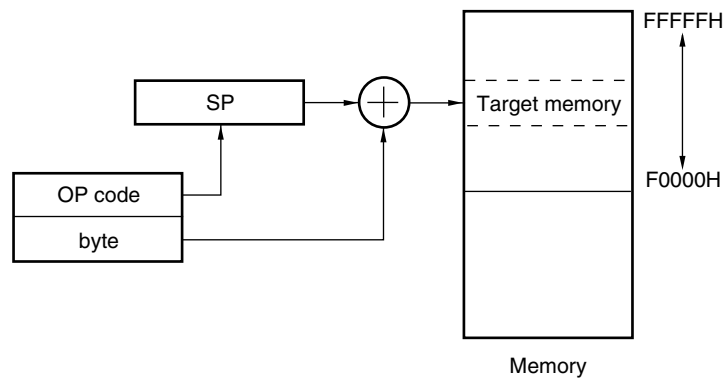 FFFFFH
SP
Target memory
OP code
F0000H
byte
Memory